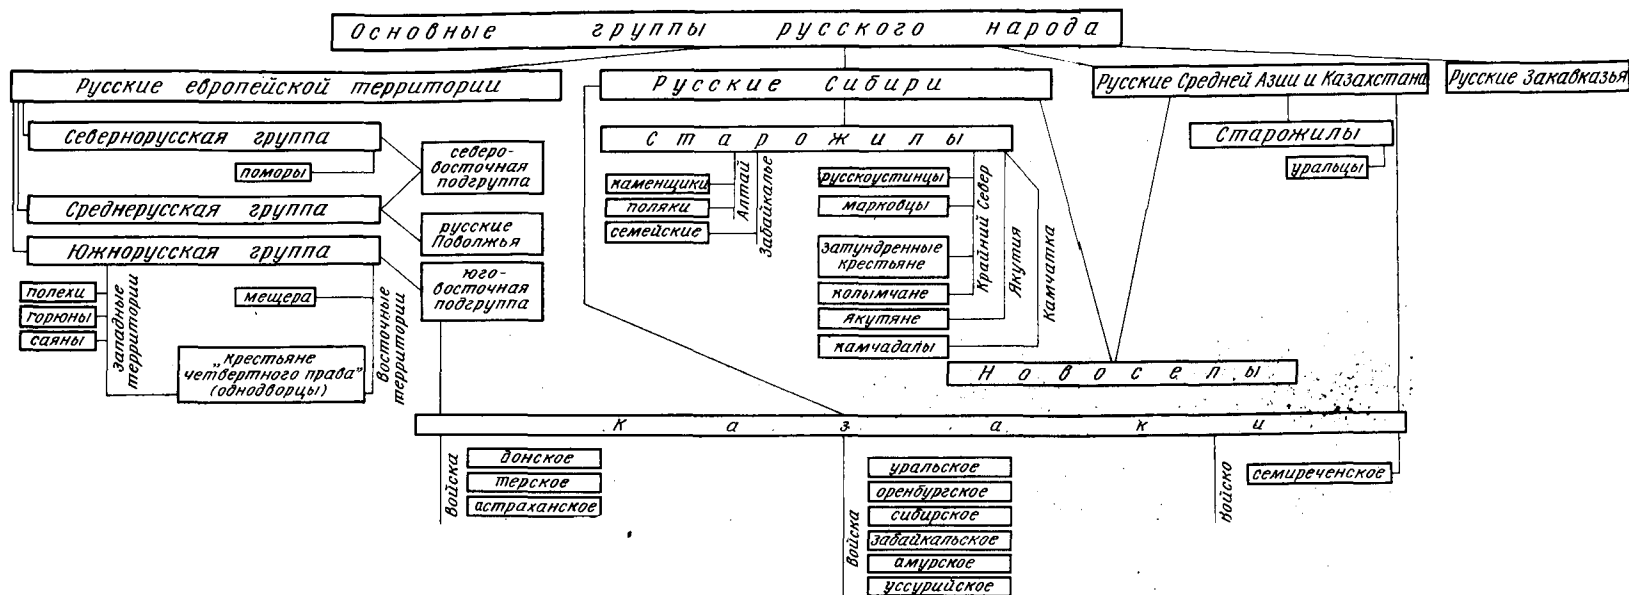 Основные группы русского народа
Русские европейской территории
Русские Сибири
Русские Средней Азии и Казахстана
Русские Закавказья
Севернорусская группа
поморы
северо-
восточная
подгруппа
Среднерусская группа
русские
Поволжья
Южнорусская группа
юго-
восточная
подгруппа
полехи
горюны
саяны
Западные
территории
мещера
„крестьяне
четвертного права"
(однодворцы)
Восточные
территории
Старожилы
каменщики
поляки
семейские
Алтай
Забайкалье
русскоустинцы
марковцы
затундренные
крестьяне
колымчане
якутяне
камчадалы
Крайний Север
Якутия
Камчатка
Старожилы
уральцы
Новоселы
казаки
Войска
донское
терское
астраханское
Войска
уральское
оренбургское
сибирское
забайкальское
амурское
уссурийское
Войско
семиреченское